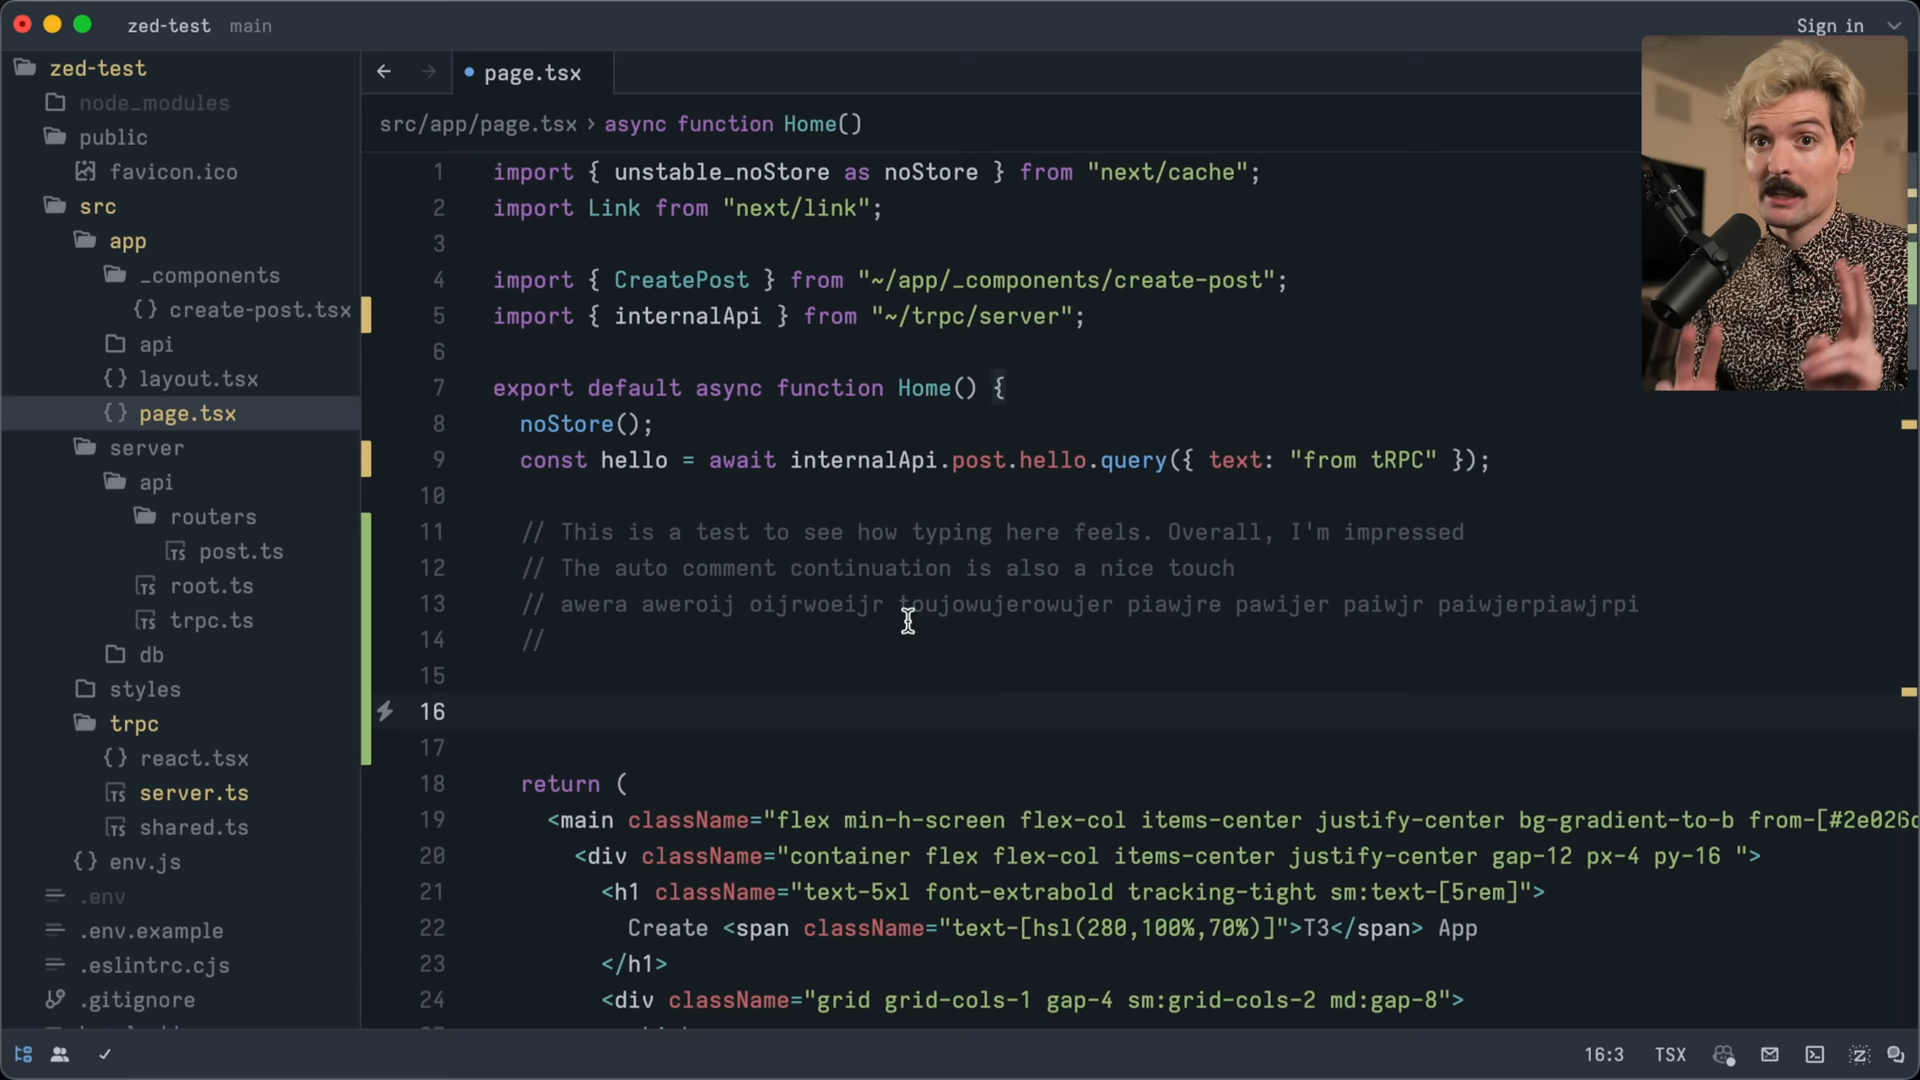 zed-test main
Sign in
zed-test
node_modules
public
favicon.ico
src
app
_components
create-post.tsx
api
layout.tsx
page.tsx
server
api
routers
post.ts
root.ts
trpc.ts
db
styles
trpc
react.tsx
server.ts
shared.ts
env.js
.env
.env.example
.eslintrc.cjs
.gitignore
page.tsx
src/app/page.tsx › async function Home()
1 import { unstable_noStore as noStore } from "next/cache";
2 import Link from "next/link";
3
4 import { CreatePost } from "~/app/_components/create-post";
5 import { internalApi } from "~/trpc/server";
6
7 export default async function Home() {
8 noStore();
9 const hello = await internalApi.post.hello.query({ text: "from tRPC" });
10
11 // This is a test to see how typing here feels. Overall, I'm impressed
12 // The auto comment continuation is also a nice touch
13 // awera aweroij oijrwoeijr toujowujerowujer piawjre pawijer paiwjr paiwjerpiawjrpi
14 //
15
16
17
18 return (
19 <main className="flex min-h-screen flex-col items-center justify-center bg-gradient-to-b from-[#2e026d
20 <div className="container flex flex-col items-center justify-center gap-12 px-4 py-16 ">
21 <h1 className="text-5xl font-extrabold tracking-tight sm:text-[5rem]">
22 Create <span className="text-[hsl(280,100%,70%)]">T3</span> App
23 </h1>
24 <div className="grid grid-cols-1 gap-4 sm:grid-cols-2 md:gap-8">
16:3 TSX